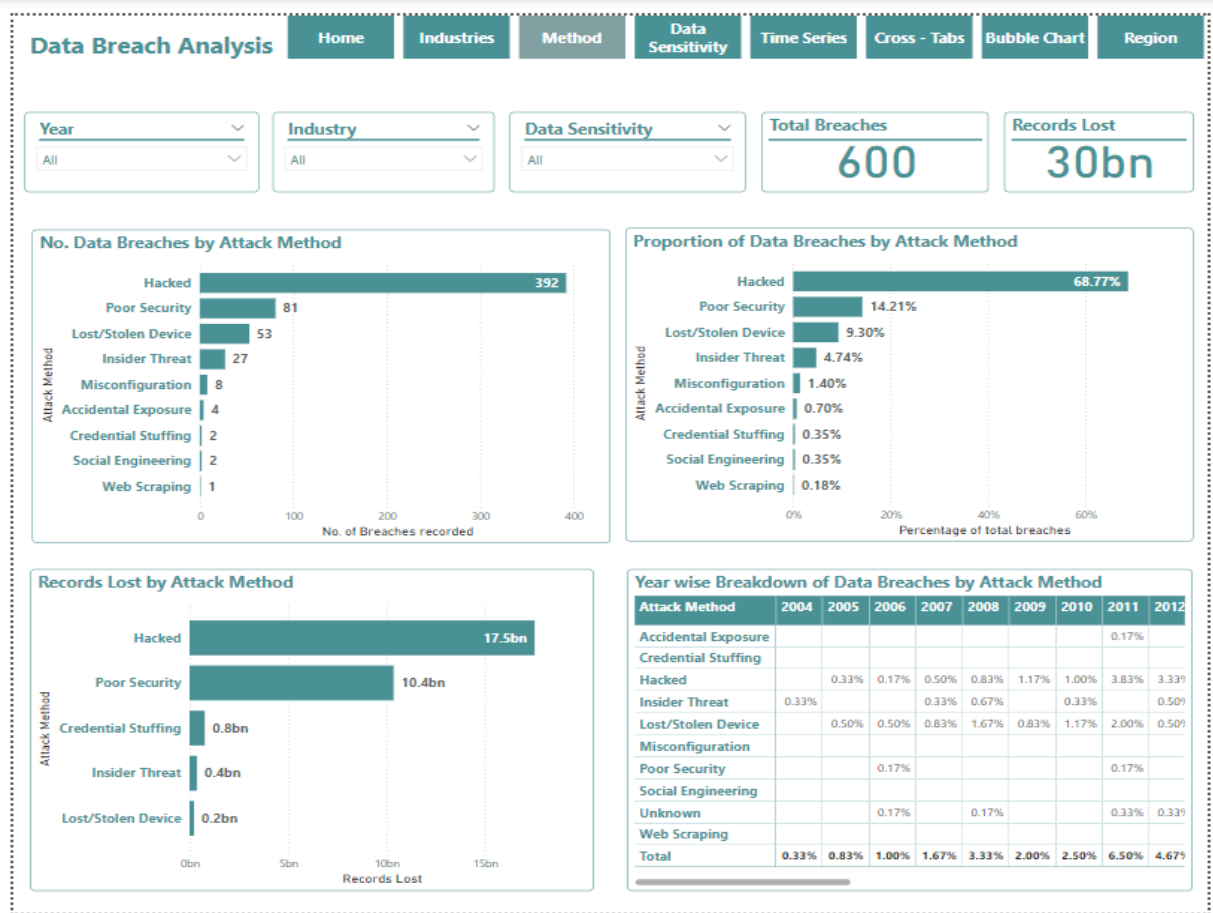 Data Breach Analysis
Home
Industries
Method
Data
Sensitivity
Time Series
Cross - Tabs
Bubble Chart
Region
Year
All
Industry
All
Data Sensitivity
All
Total Breaches
600
Records Lost
30bn
No. Data Breaches by Attack Method
Attack Method
Hacked 392
Poor Security 81
Lost/Stolen Device 53
Insider Threat 27
Misconfiguration 8
Accidental Exposure 4
Credential Stuffing 2
Social Engineering 2
Web Scraping 1
0 100 200 300 400
No. of Breaches recorded
Proportion of Data Breaches by Attack Method
Attack Method
Hacked 68.77%
Poor Security 14.21%
Lost/Stolen Device 9.30%
Insider Threat 4.74%
Misconfiguration 1.40%
Accidental Exposure 0.70%
Credential Stuffing 0.35%
Social Engineering 0.35%
Web Scraping 0.18%
0% 20% 40% 60%
Percentage of total breaches
Records Lost by Attack Method
Attack Method
Hacked 17.5bn
Poor Security 10.4bn
Credential Stuffing 0.8bn
Insider Threat 0.4bn
Lost/Stolen Device 0.2bn
0bn 5bn 10bn 15bn
Records Lost
Year wise Breakdown of Data Breaches by Attack Method
Attack Method 2004 2005 2006 2007 2008 2009 2010 2011 2012
Accidental Exposure 0.17%
Credential Stuffing
Hacked 0.33% 0.17% 0.50% 0.83% 1.17% 1.00% 3.83% 3.33%
Insider Threat 0.33% 0.33% 0.67% 0.33% 0.50%
Lost/Stolen Device 0.50% 0.50% 0.83% 1.67% 0.83% 1.17% 2.00% 0.50%
Misconfiguration
Poor Security 0.17% 0.17%
Social Engineering
Unknown 0.17% 0.17% 0.33% 0.33%
Web Scraping
Total 0.33% 0.83% 1.00% 1.67% 3.33% 2.00% 2.50% 6.50% 4.67%